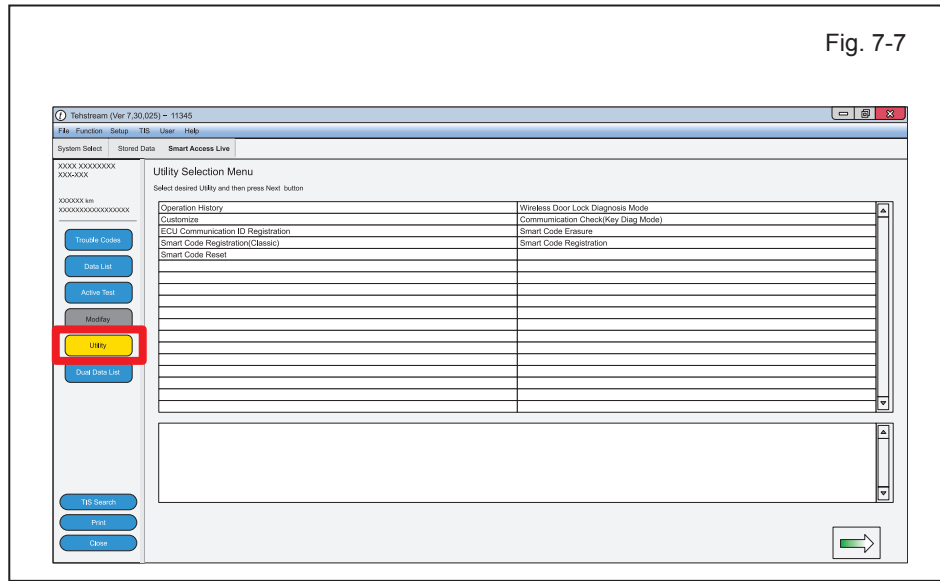 Fig. 7-7
Tehstream (Ver 7,30,025) – 11345
File Function Setup TIS User Help
System Select Stored Data Smart Access Live
XXXX XXXXXXXX
XXX-XXX
XXXXXX km
XXXXXXXXXXXXXXXXX
Trouble Codes
Data List
Active Test
Modifay
Utility
Dual Data List
TIS Search
Print
Close
Utility Selection Menu
Select desired Utility and then press Next button
Operation History Wireless Door Lock Diagnosis Mode
Customize Commumication Check(Key Diag Mode)
ECU Communication ID Registration Smart Code Erasure
Smart Code Registration(Classic) Smart Code Registration
Smart Code Reset